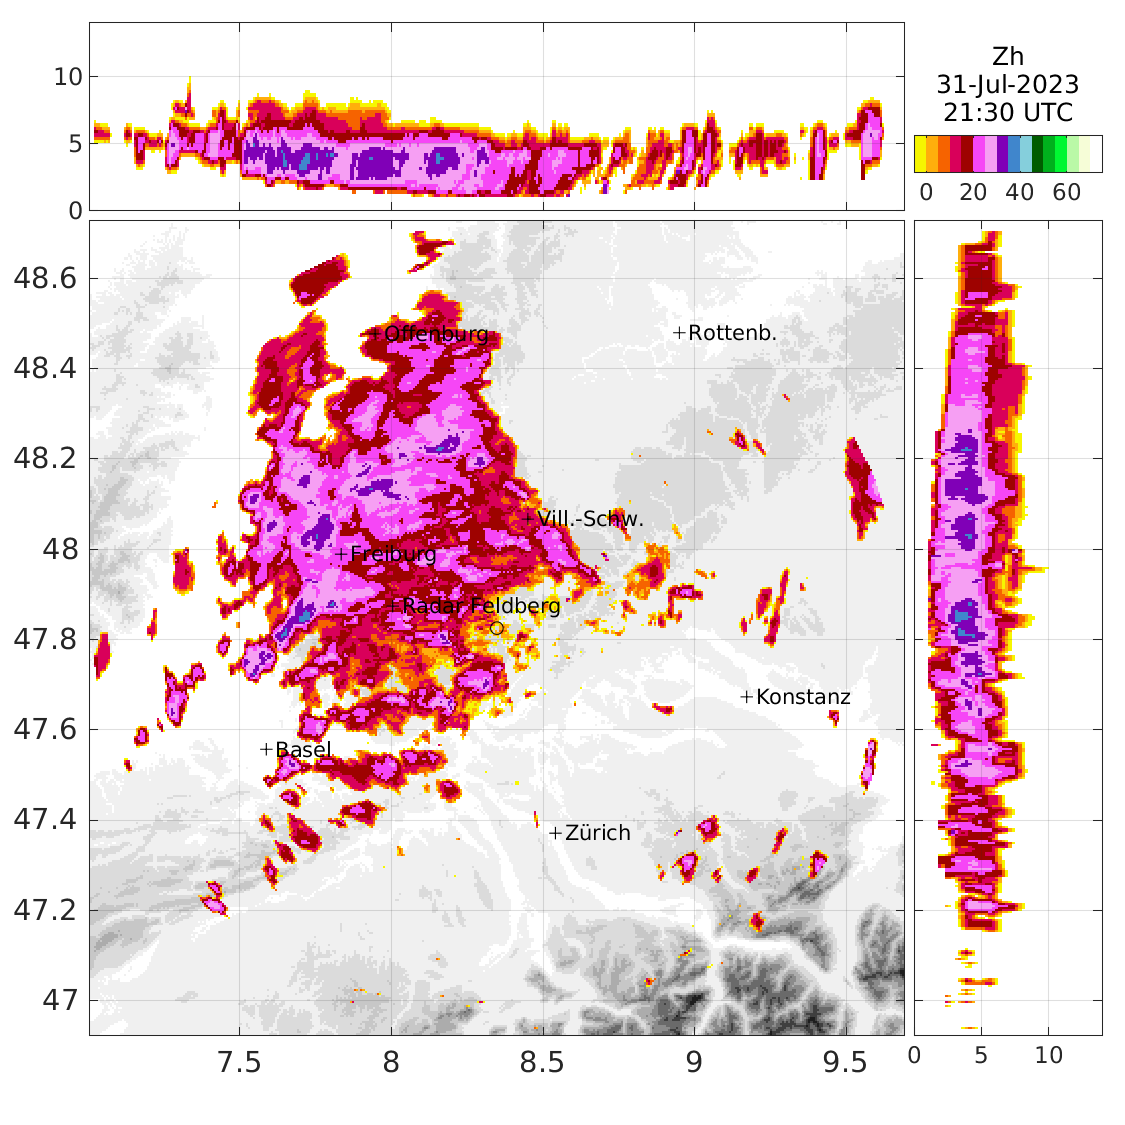 10
5
0
Zh
31-Jul-2023
21:30 UTC
0 20 40 60
48.6
48.4
48.2
48
47.8
47.6
47.4
47.2
47
+Offenburg
+Rottenb.
+Vill.-Schw.
+Freiburg
+Radar Feldberg
+Konstanz
+Basel
+Zürich
7.5 8 8.5 9 9.5
0 5 10